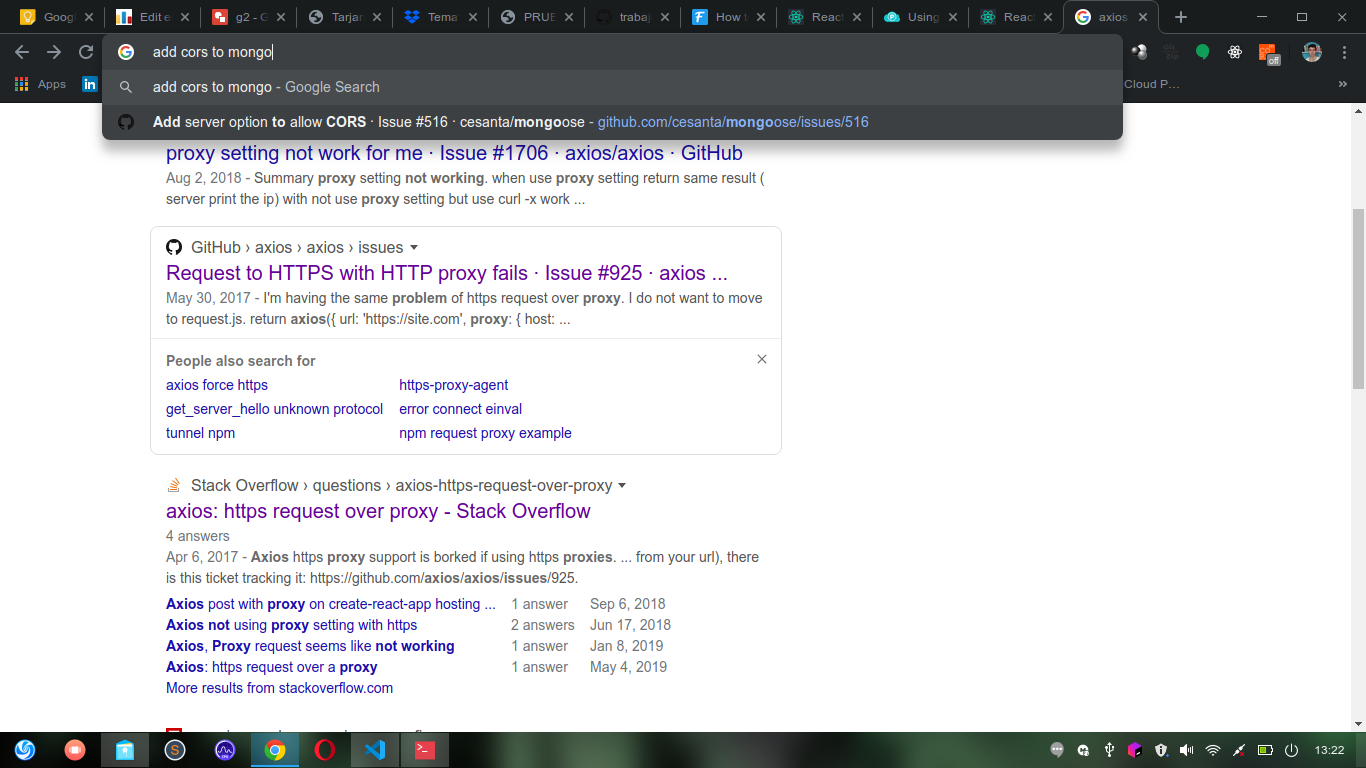 Googl
Edit e
g2 - G
Tarjan
Tema
PRUE
trabaj
How t
React
Using
React
axios
add cors to mongo
off
Apps
Cloud P…
»
add cors to mongo - Google Search
Add server option to allow CORS · Issue #516 · cesanta/mongoose - github.com/cesanta/mongoose/issues/516
proxy setting not work for me · Issue #1706 · axios/axios · GitHub
Aug 2, 2018 - Summary proxy setting not working. when use proxy setting return same result (
server print the ip) with not use proxy setting but use curl -x work ...
GitHub › axios › axios › issues
Request to HTTPS with HTTP proxy fails · Issue #925 · axios ...
May 30, 2017 - I'm having the same problem of https request over proxy. I do not want to move
to request.js. return axios({ url: 'https://site.com', proxy: { host: ...
People also search for
axios force https
https-proxy-agent
get_server_hello unknown protocol
error connect einval
tunnel npm
npm request proxy example
Stack Overflow › questions › axios-https-request-over-proxy
axios: https request over proxy - Stack Overflow
4 answers
Apr 6, 2017 - Axios https proxy support is borked if using https proxies. ... from your url), there
is this ticket tracking it: https://github.com/axios/axios/issues/925.
Axios post with proxy on create-react-app hosting ... 1 answer Sep 6, 2018
Axios not using proxy setting with https 2 answers Jun 17, 2018
Axios, Proxy request seems like not working 1 answer Jan 8, 2019
Axios: https request over a proxy 1 answer May 4, 2019
More results from stackoverflow.com
13:22